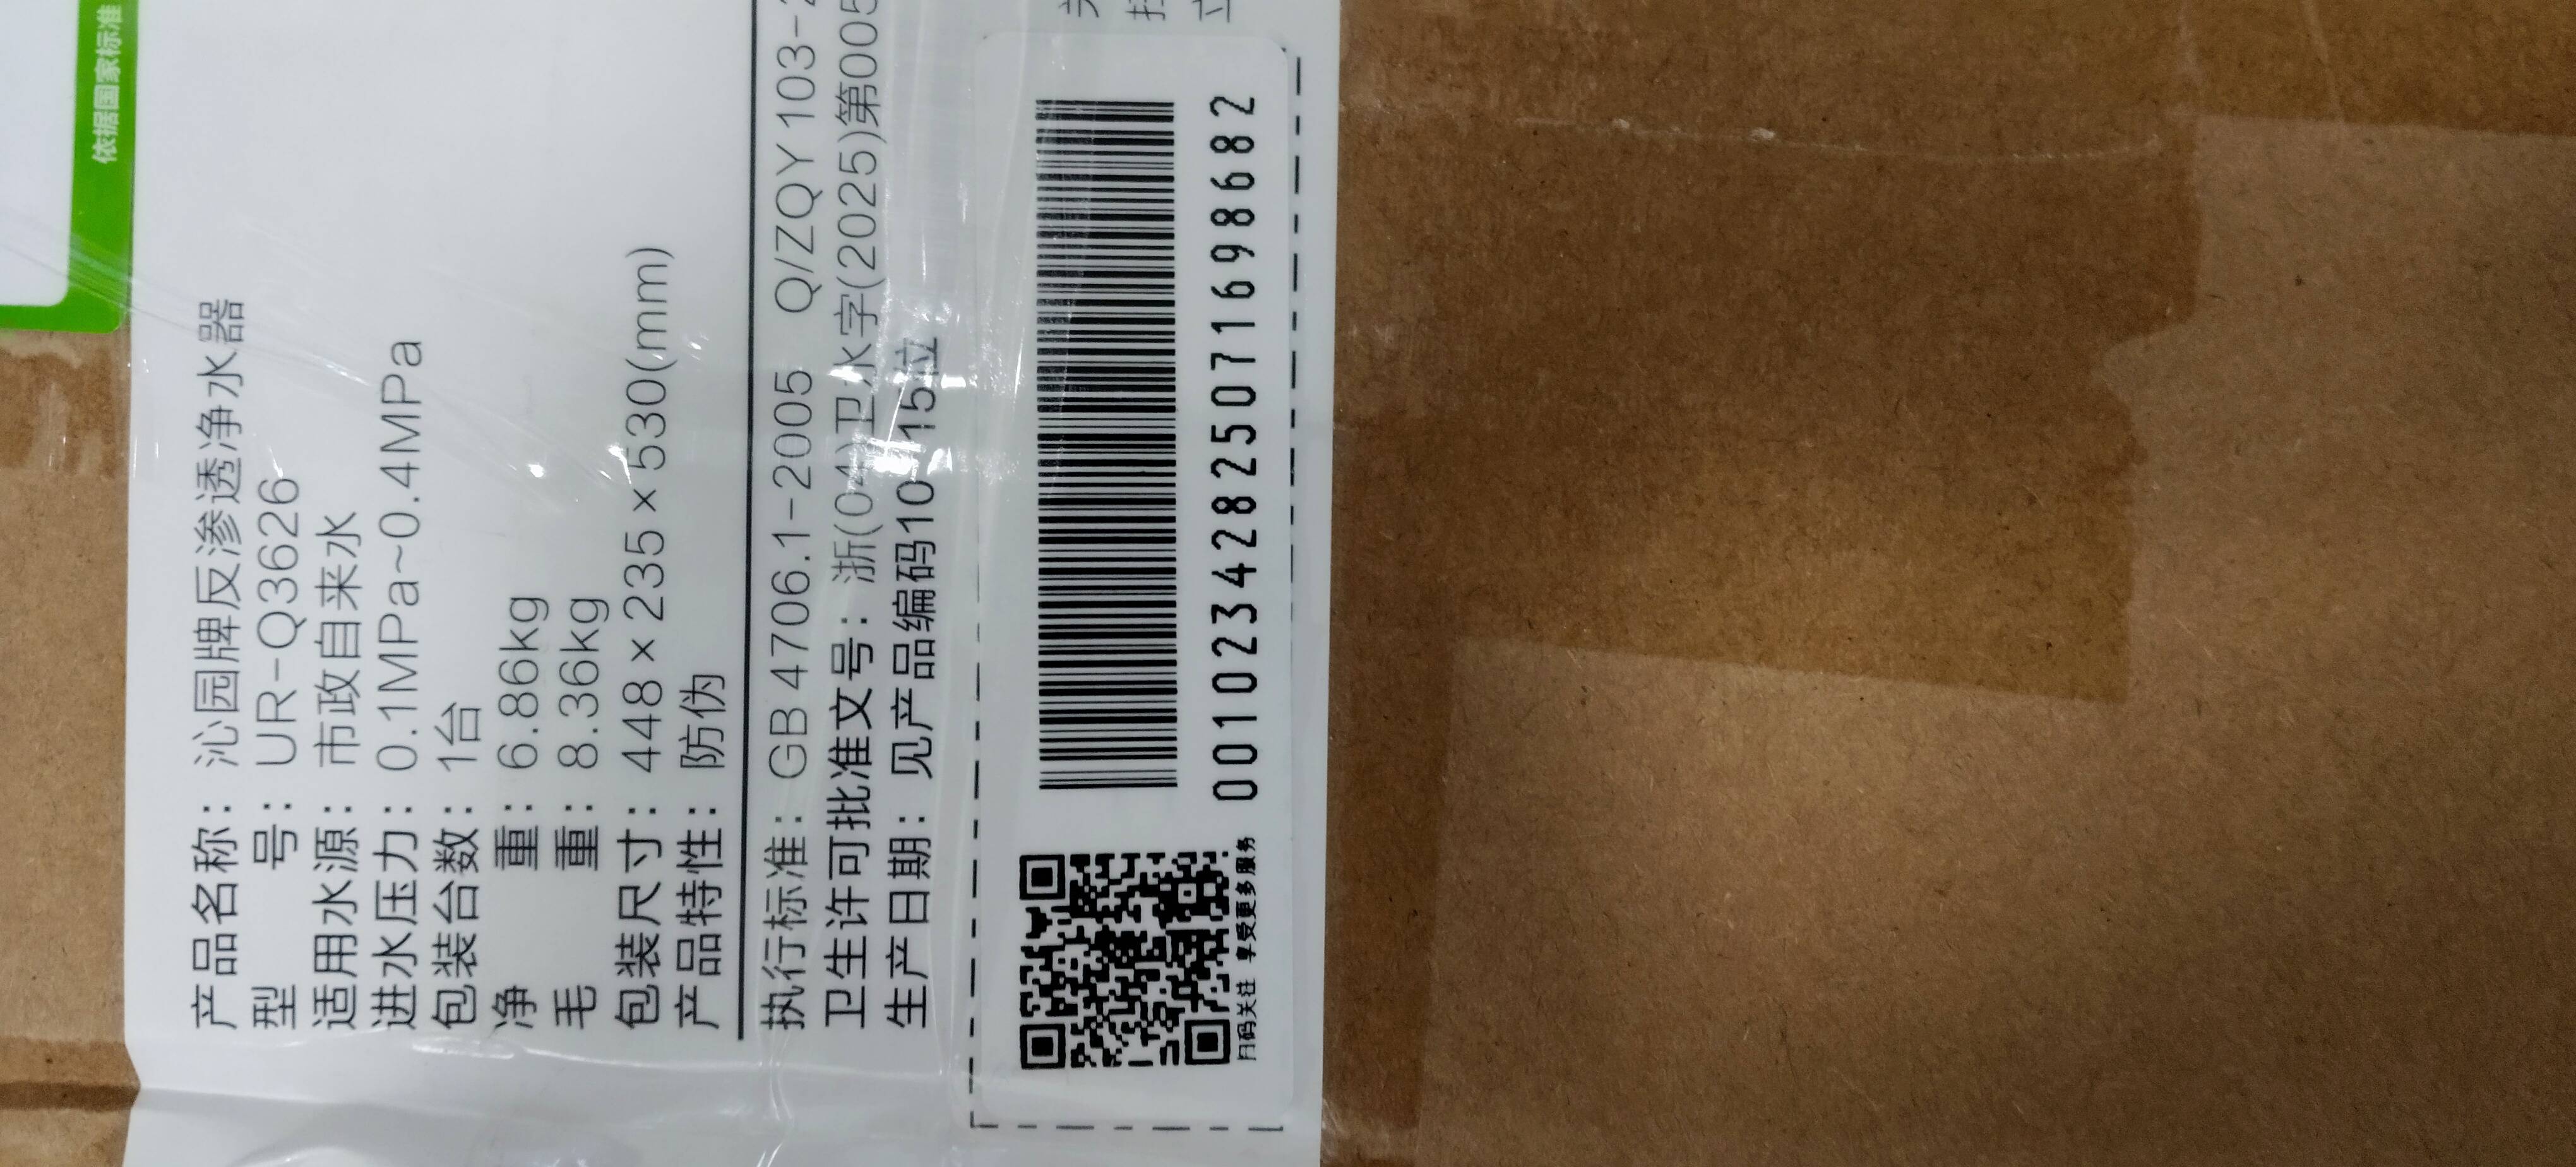 依据国家标准
产品名称：沁园牌反渗透净水器
型 号：UR-Q3626
适用水源：市政自来水
进水压力：0.1MPa~0.4MPa
包装台数：1台
净 重：6.86kg
毛 重：8.36kg
包装尺寸：448×235×530(mm)
产品特性：防伪
执行标准：GB 4706.1-2005 Q/ZQY 103-
卫生许可批准文号：浙(04)卫水字(2025)第005
生产日期：见产品编码10-15位
00102342825071698682
扫码关注 享受更多服务